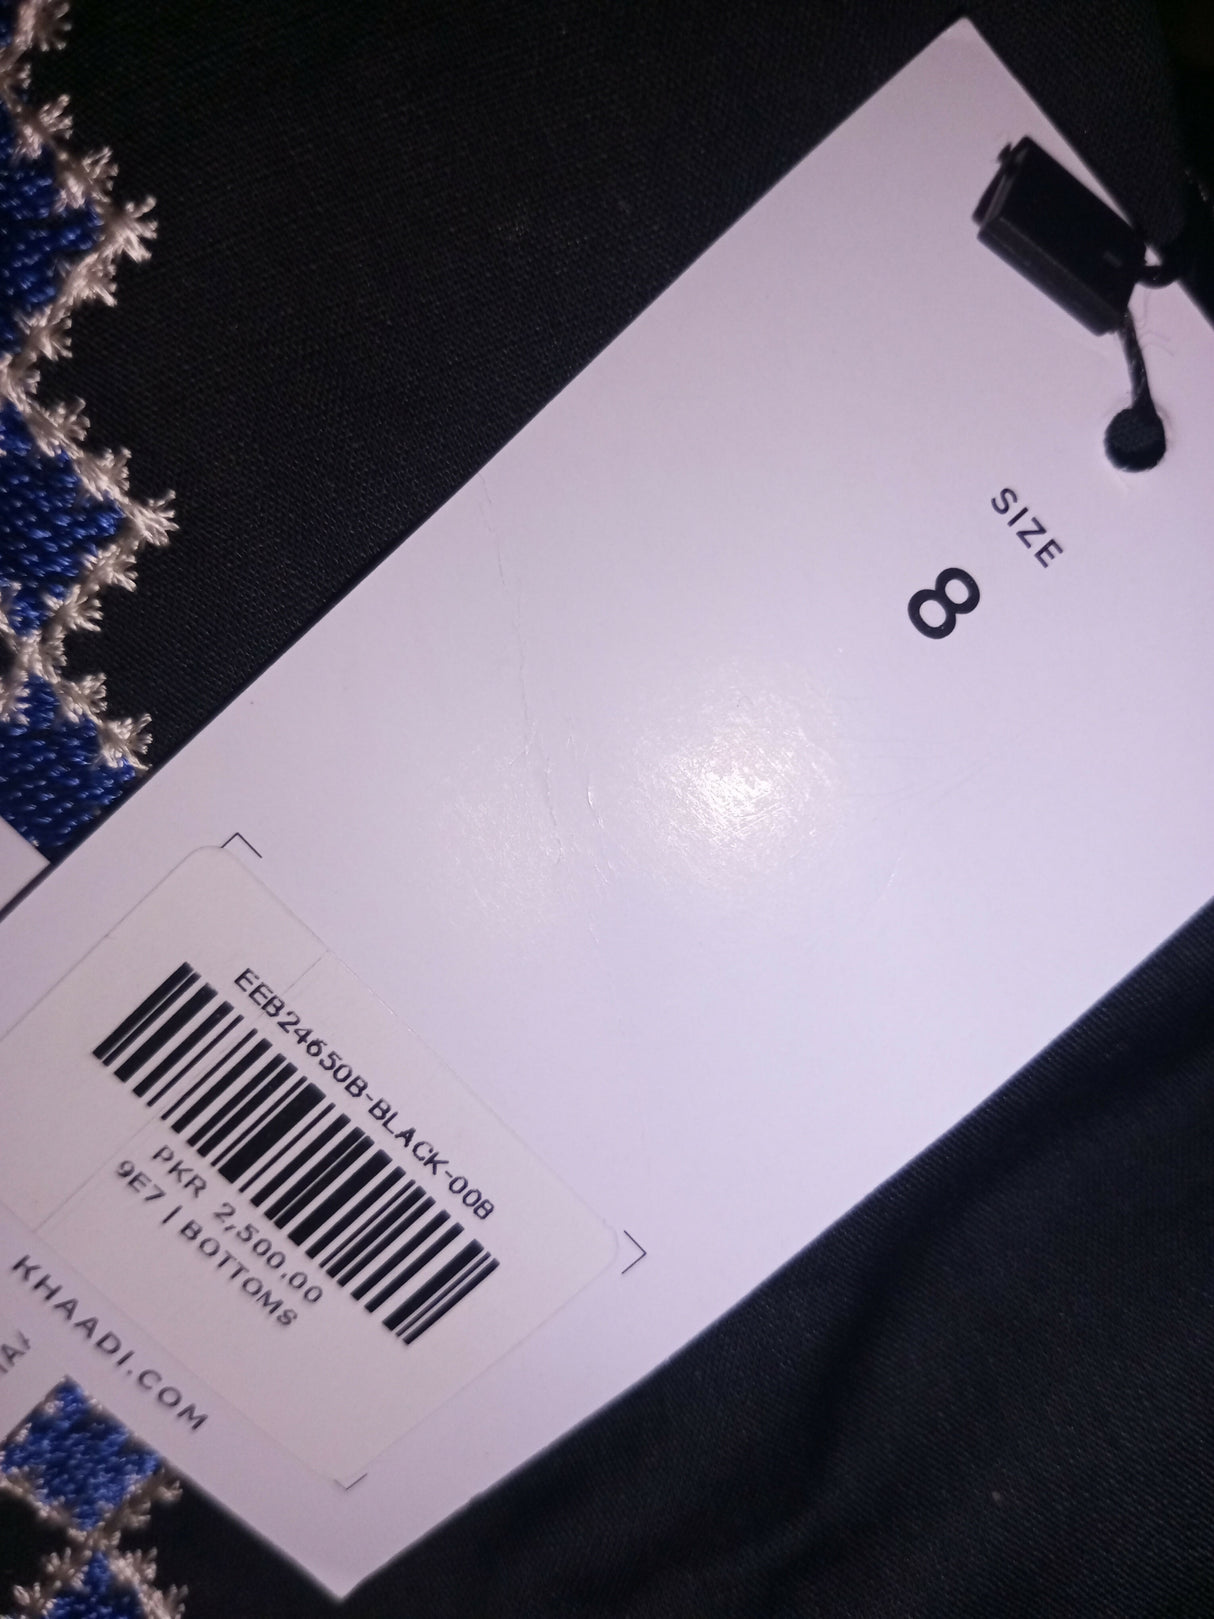 SIZE
8
EEB24650B-BLACK-008
PKR 2,500.00
9E7 | BOTTOMS
KHAADI.COM